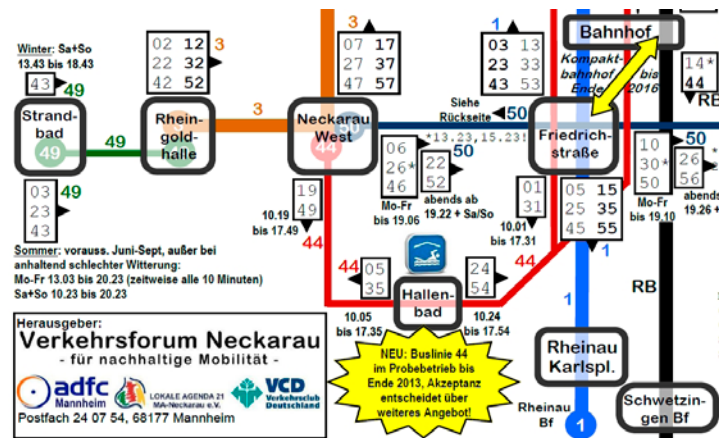 Winter: Sa+So
13.43 bis 18.43
43
49
Strand-
bad
49
49
03
23
43
49
02 12
22 32
42 52
3
Rhein-
gold-
halle
3
3
07 17
27 37
47 57
Neckarau
West
50
44
19
49
10.19
bis 17.49
44
Siehe
Rückseite
50
*13.23,15.23!
06
26*
46
Mo-Fr
bis 19.06
50
22
52
abends ab
19.22 + Sa/So
1
03 13
23 33
43 53
Bahnhof
Kompakt-
bahnhof bis
Ende 2016
14*
44
RB
Friedrich-
straße
01
31
10.01
bis 17.31
05 15
25 35
45 55
44
1
50
10
30*
50
Mo-Fr
bis 19.10
26
56
abends
19.26 +
Sommer: vorauss. Juni-Sept, außer bei
anhaltend schlechter Witterung:
Mo-Fr 13.03 bis 20.23 (zeitweise alle 10 Minuten)
Sa+So 10.23 bis 20.23
44
05
35
10.05
bis 17.35
Hallen-
bad
24
54
44
10.24
bis 17.54
1
RB
Herausgeber:
Verkehrsforum Neckarau
- für nachhaltige Mobilität -
adfc
Mannheim
LOKALE AGENDA 21
MA-Neckarau e.V.
VCD
Verkehrsclub
Deutschland
Postfach 24 07 54, 68177 Mannheim
NEU: Buslinie 44
im Probebetrieb bis
Ende 2013, Akzeptanz
entscheidet über
weiteres Angebot!
Rheinau
Karlspl.
Rheinau
Bf
1
Schwetzin-
gen Bf